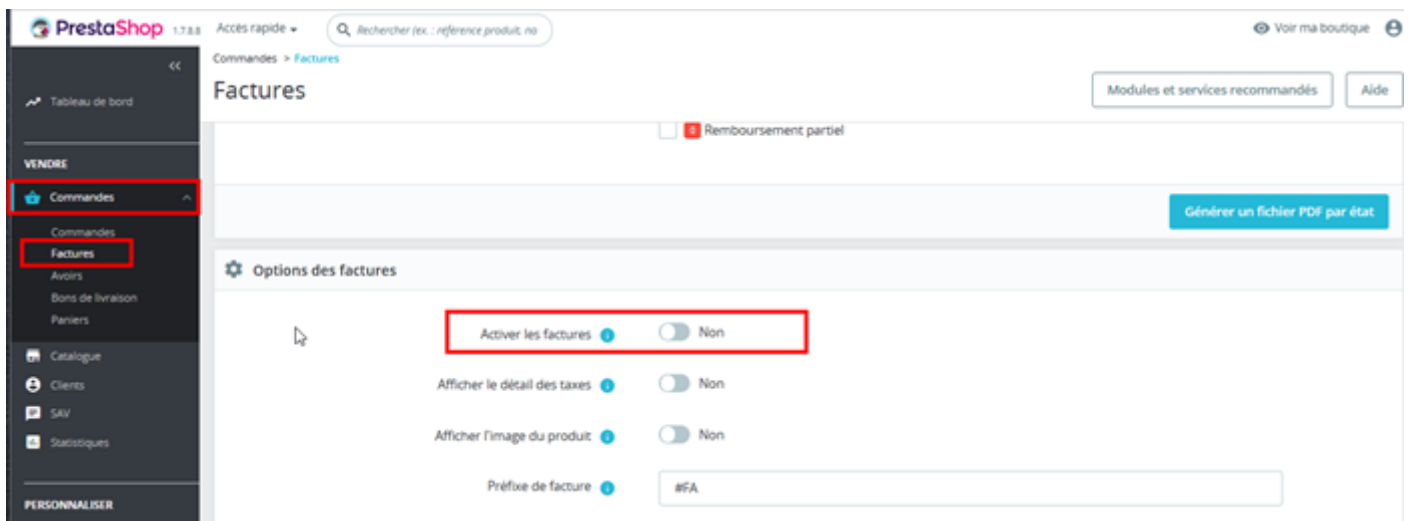 PrestaShop 1.7.8.8 Accès rapide Rechercher (ex. : référence produit, no Voir ma boutique
Commandes > Factures
Factures Modules et services recommandés Aide
Tableau de bord
VENDRE
Commandes
Commandes
Factures
Avoirs
Bons de livraison
Paniers
Catalogue
Clients
SAV
Statistiques
PERSONNALISER
0 Remboursement partiel
Générer un fichier PDF par état
Options des factures
Activer les factures Non
Afficher le détail des taxes Non
Afficher l'image du produit Non
Préfixe de facture #FA